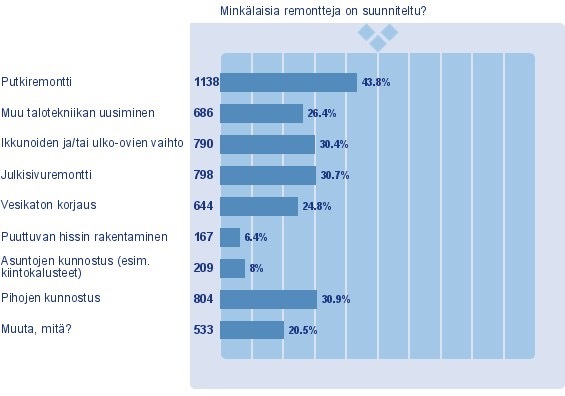 Minkälaisia remontteja on suunniteltu?
Putkiremontti 1138 43.8%
Muu talotekniikan uusiminen 686 26.4%
Ikkunoiden ja/tai ulko-ovien vaihto 790 30.4%
Julkisivuremontti 798 30.7%
Vesikaton korjaus 644 24.8%
Puuttuvan hissin rakentaminen 167 6.4%
Asuntojen kunnostus (esim.
kiintokalusteet) 209 8%
Pihojen kunnostus 804 30.9%
Muuta, mitä? 533 20.5%